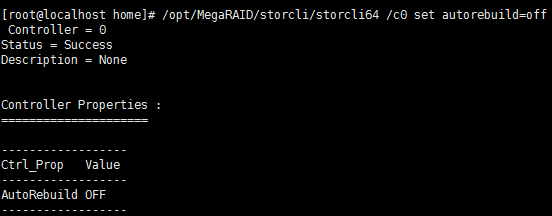 [root@localhost home]# /opt/MegaRAID/storcli/storcli64 /c0 set autorebuild=off
 Controller = 0
Status = Success
Description = None
Controller Properties :
=====================
------------------
Ctrl_Prop   Value
------------------
AutoRebuild OFF
------------------